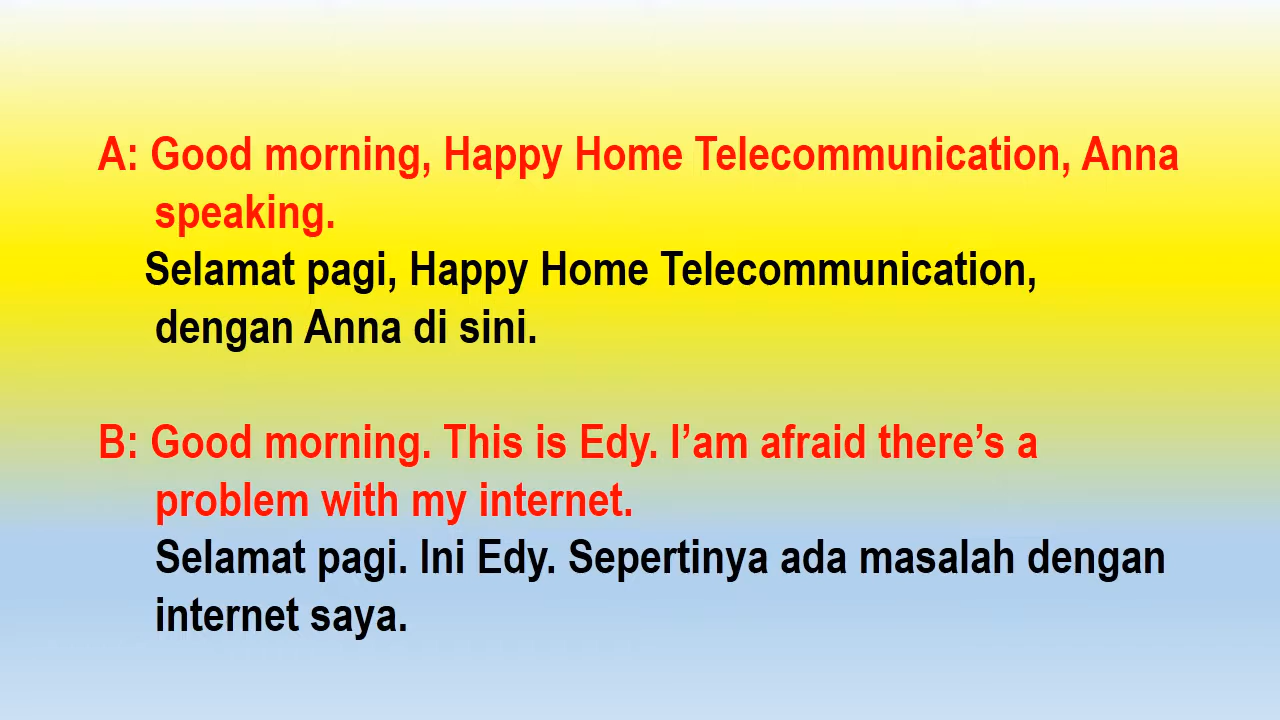 A: Good morning, Happy Home Telecommunication, Anna
speaking.
Selamat pagi, Happy Home Telecommunication,
dengan Anna di sini.
B: Good morning. This is Edy. I’am afraid there’s a
problem with my internet.
Selamat pagi. Ini Edy. Sepertinya ada masalah dengan
internet saya.